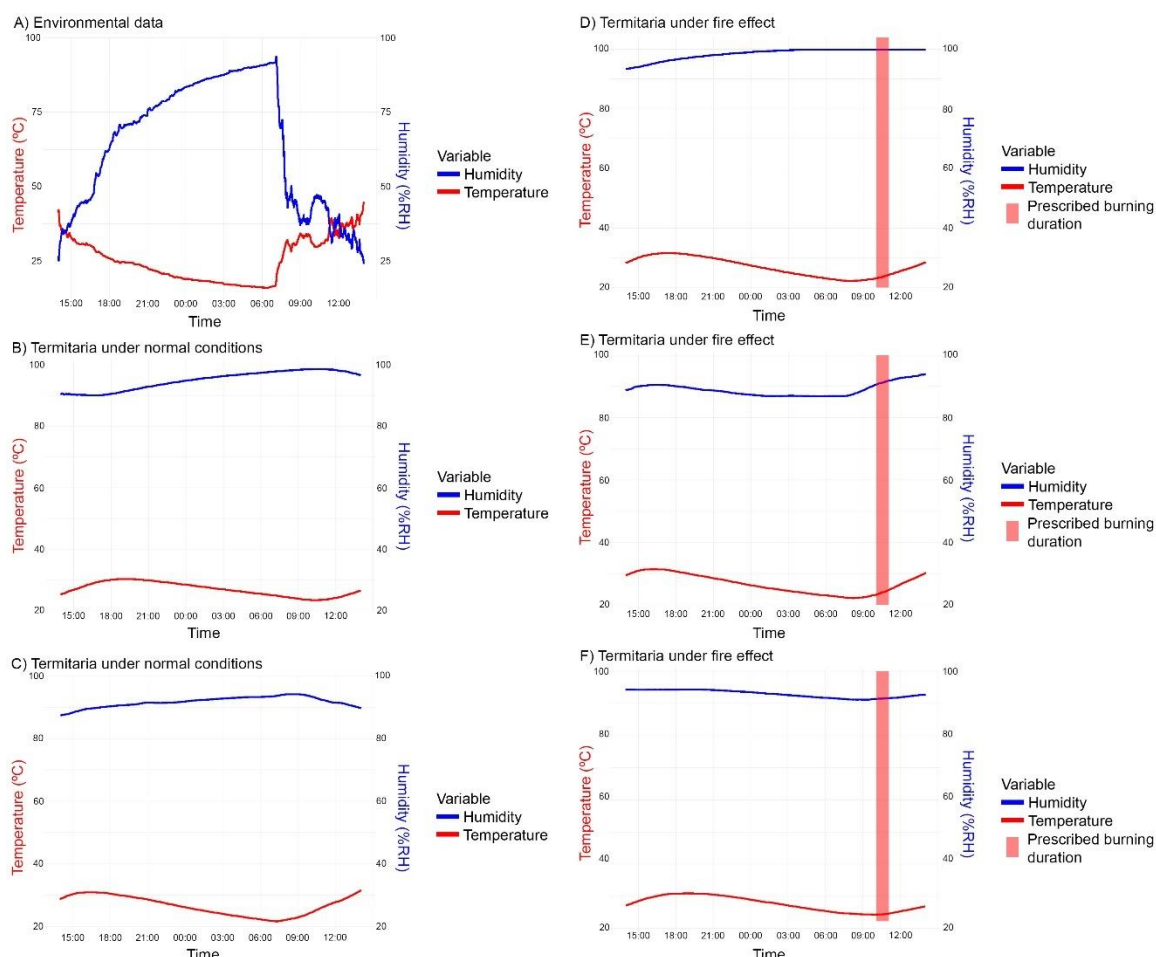 A) Environmental data
100
75
50
25
Temperature (ºC)
100
75
50
25
Humidity (%RH)
15:00 18:00 21:00 00:00 03:00 06:00 09:00 12:00
Time
Variable
Humidity
Temperature
B) Termitaria under normal conditions
100
80
60
40
20
Temperature (ºC)
100
80
60
40
20
Humidity (%RH)
15:00 18:00 21:00 00:00 03:00 06:00 09:00 12:00
Time
Variable
Humidity
Temperature
C) Termitaria under normal conditions
100
80
60
40
20
Temperature (ºC)
100
80
60
40
20
Humidity (%RH)
15:00 18:00 21:00 00:00 03:00 06:00 09:00 12:00
Time
Variable
Humidity
Temperature
D) Termitaria under fire effect
100
80
60
40
20
Temperature (ºC)
100
80
60
40
20
Humidity (%RH)
15:00 18:00 21:00 00:00 03:00 06:00 09:00 12:00
Time
Variable
Humidity
Temperature
Prescribed burning
duration
E) Termitaria under fire effect
100
80
60
40
20
Temperature (ºC)
100
80
60
40
20
Humidity (%RH)
15:00 18:00 21:00 00:00 03:00 06:00 09:00 12:00
Time
Variable
Humidity
Temperature
Prescribed burning
duration
F) Termitaria under fire effect
100
80
60
40
20
Temperature (ºC)
100
80
60
40
20
Humidity (%RH)
15:00 18:00 21:00 00:00 03:00 06:00 09:00 12:00
Time
Variable
Humidity
Temperature
Prescribed burning
duration